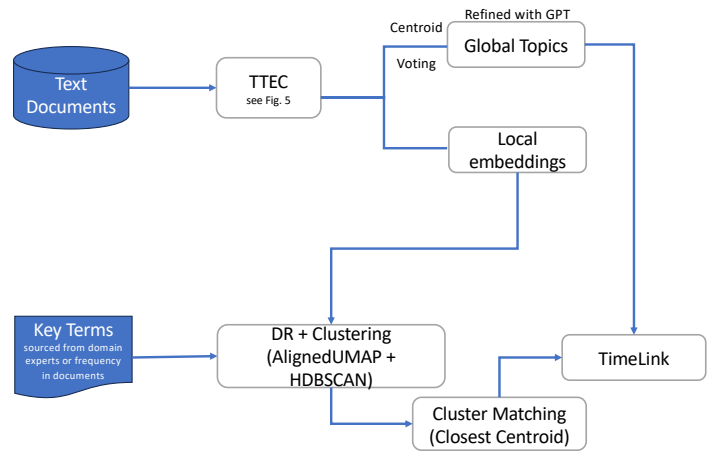 Refined with GPT
Centroid
Global Topics
Voting
Text
Documents
TTEC
see Fig. 5
Local
embeddings
Key Terms
sourced from domain
experts or frequency
in documents
DR + Clustering
(AlignedUMAP +
HDBSCAN)
TimeLink
Cluster Matching
(Closest Centroid)